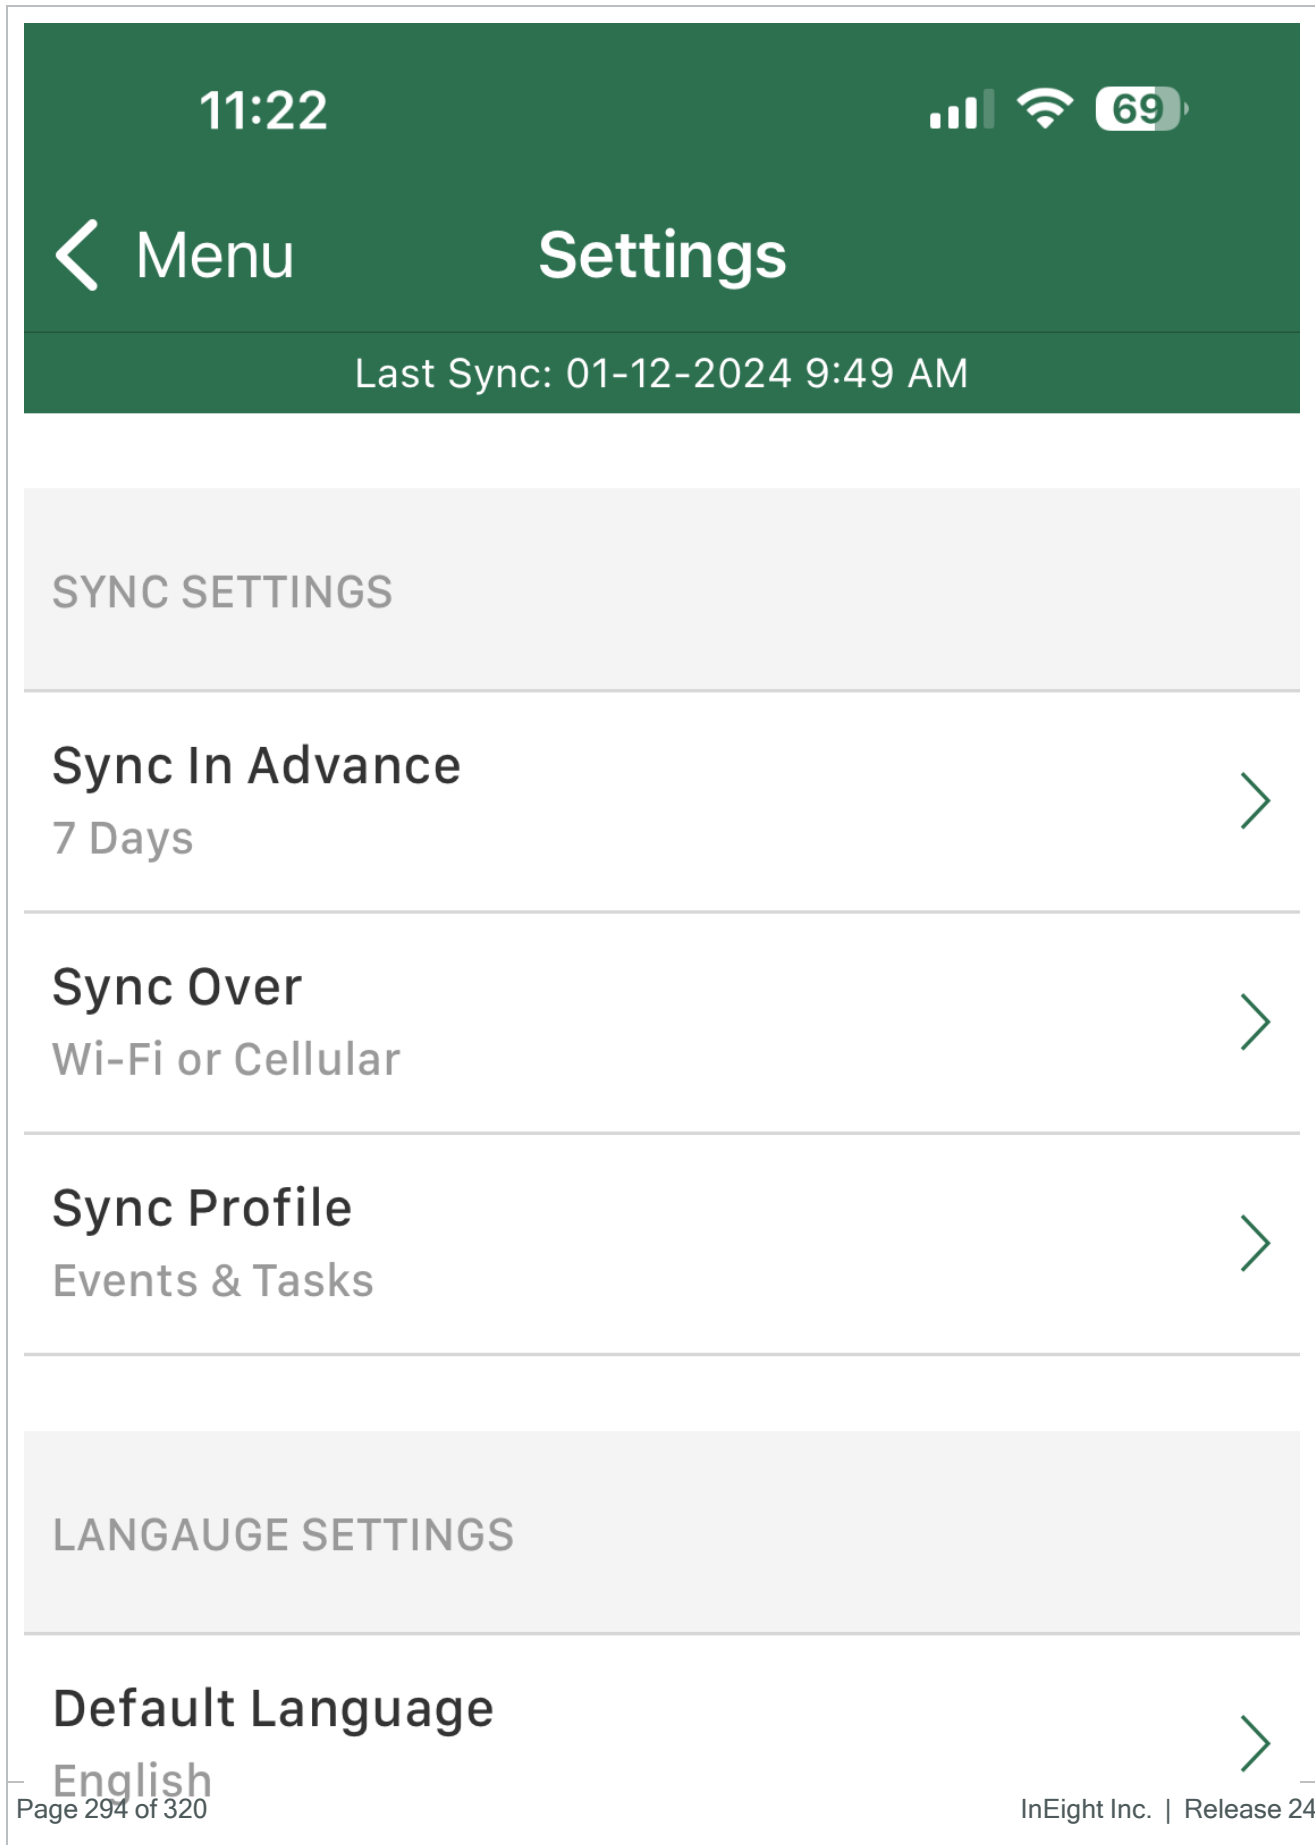 11:22
69
Menu
Settings
Last Sync: 01-12-2024 9:49 AM
SYNC SETTINGS
Sync In Advance
7 Days
Sync Over
Wi-Fi or Cellular
Sync Profile
Events & Tasks
LANGAUGE SETTINGS
Default Language
English
Page 294 of 320
InEight Inc. | Release 24